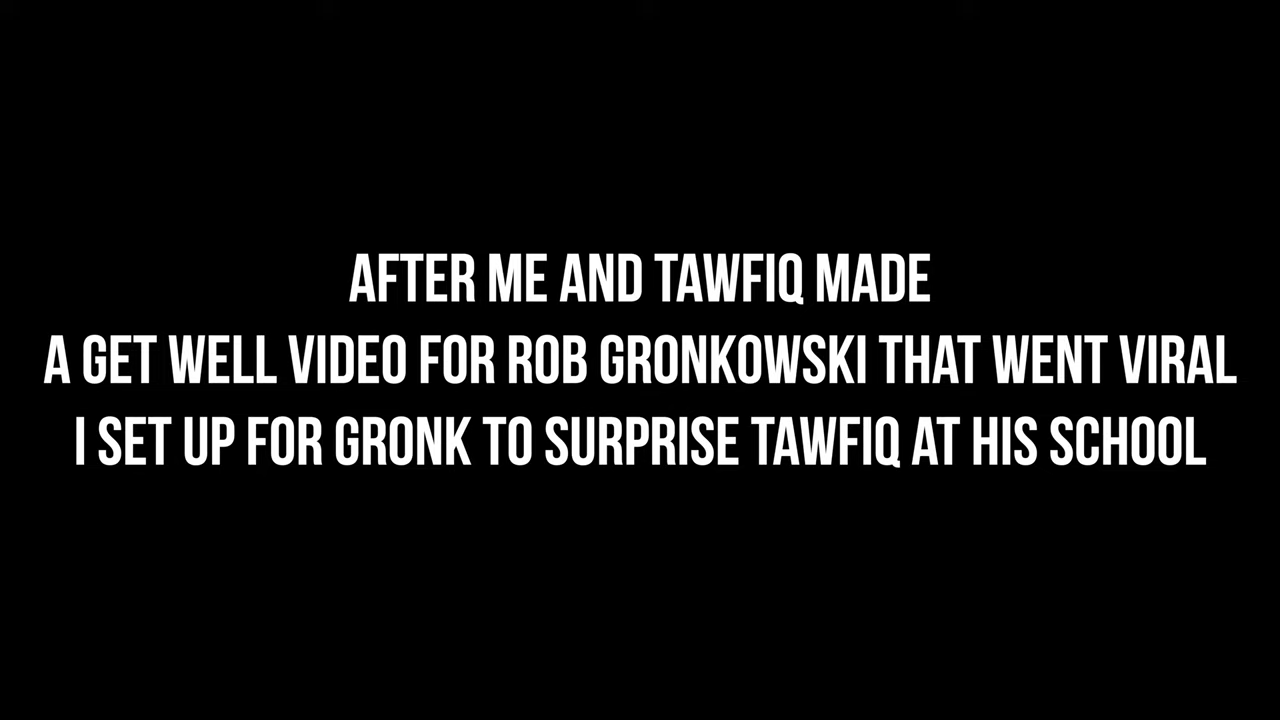 AFTER ME AND TAWFIQ MADE
A GET WELL VIDEO FOR ROB GRONKOWSKI THAT WENT VIRAL
I SET UP FOR GRONK TO SURPRISE TAWFIQ AT HIS SCHOOL